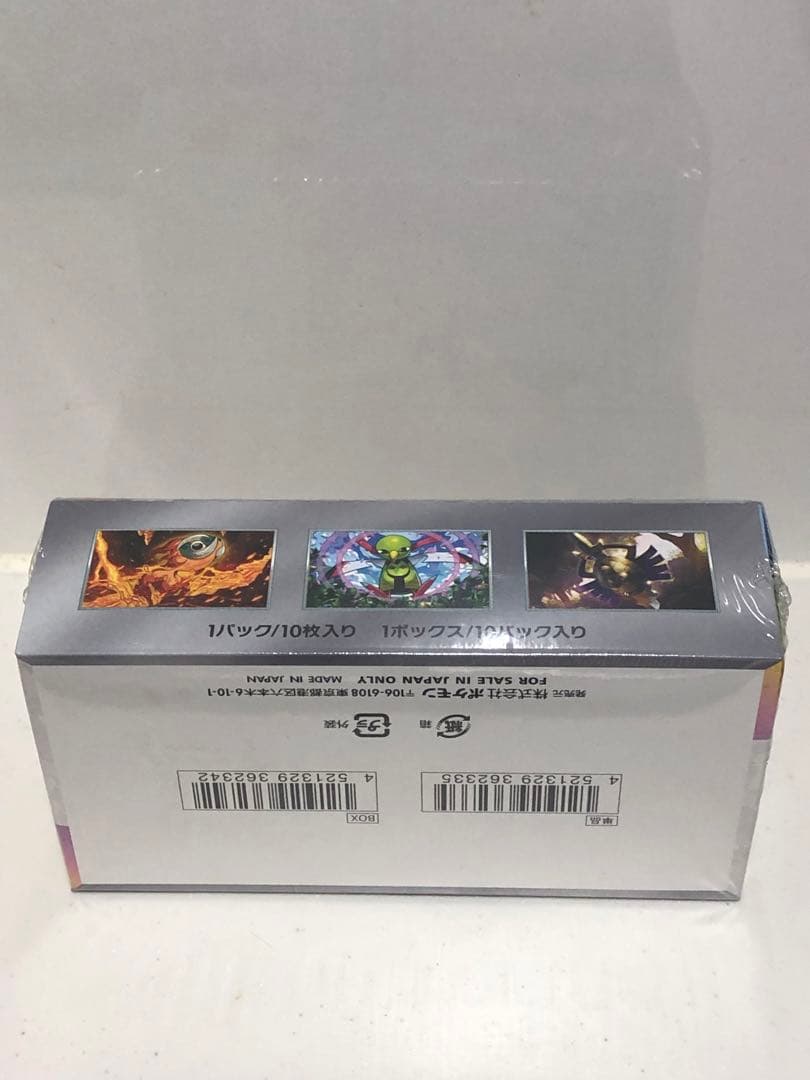 1パック/10枚入り 1ボックス/10パック入り
FOR SALE IN JAPAN ONLY MADE IN JAPAN
発売元 株式会社ポケモン 〒106-6108 東京都港区六本木6-10-1
紙 箱 プラ 外装
単品 BOX
4 521329 362335 4 521329 362342